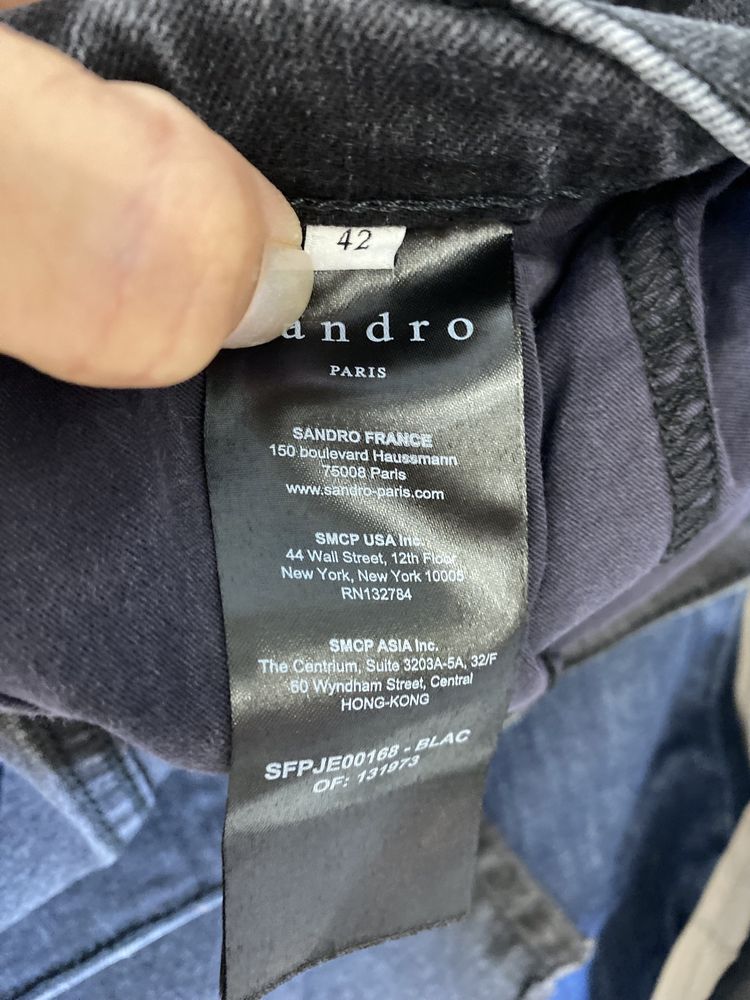 42
andro
PARIS
SANDRO FRANCE
150 boulevard Haussmann
75008 Paris
www.sandro-paris.com
SMCP USA Inc.
44 Wall Street, 12th Floor
New York, New York 10005
RN132784
SMCP ASIA Inc.
The Centrium, Suite 3203A-5A, 32/F
60 Wyndham Street, Central
HONG-KONG
SFPJE00168 - BLAC
OF: 131973